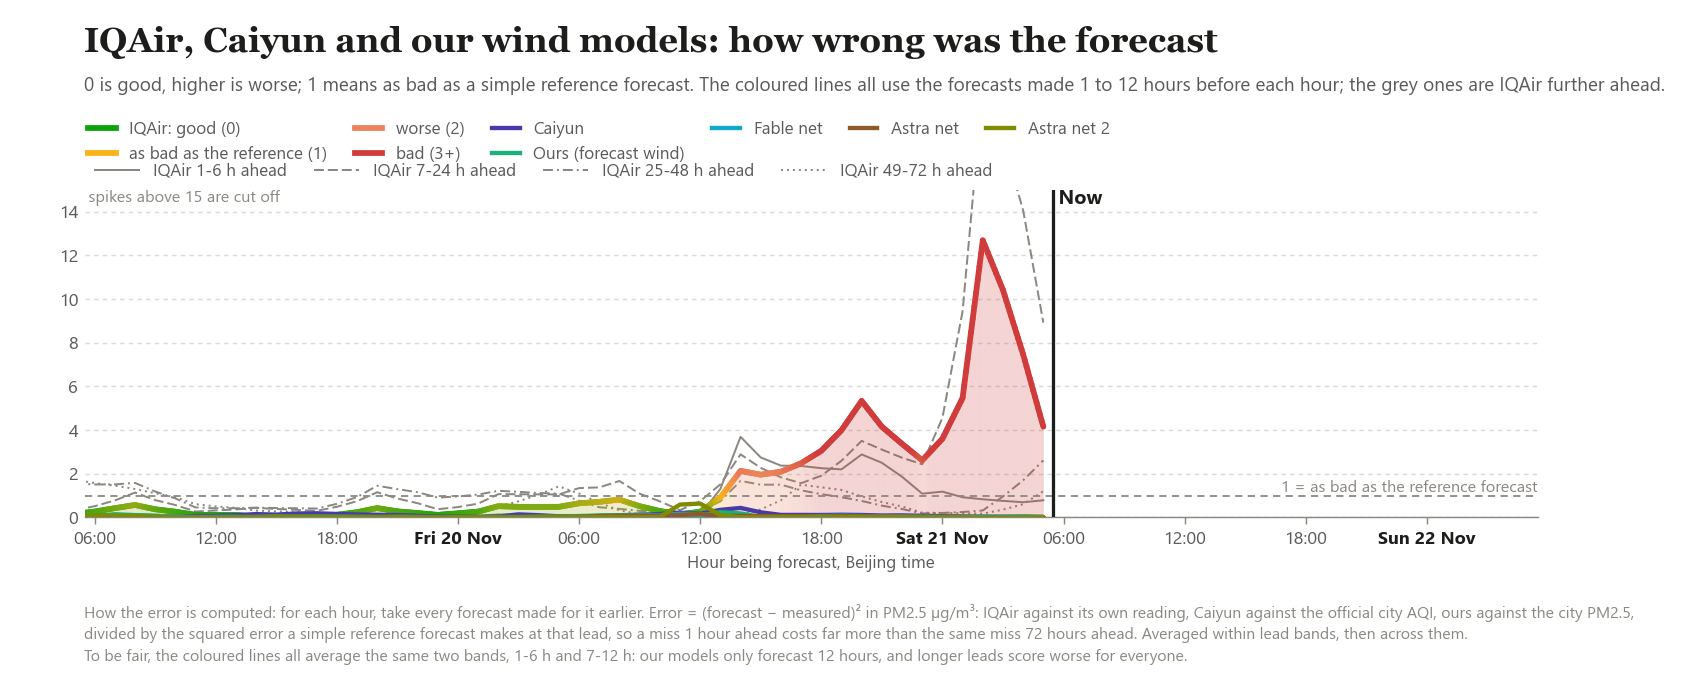 IQAir, Caiyun and our wind models: how wrong was the forecast
0 is good, higher is worse; 1 means as bad as a simple reference forecast. The coloured lines all use the forecasts made 1 to 12 hours before each hour; the grey ones are IQAir further ahead.
IQAir: good (0) worse (2) Caiyun Fable net Astra net Astra net 2
as bad as the reference (1) bad (3+) Ours (forecast wind)
IQAir 1-6 h ahead IQAir 7-24 h ahead IQAir 25-48 h ahead IQAir 49-72 h ahead
spikes above 15 are cut off
Now
14
12
10
8
6
4
2
1 = as bad as the reference forecast
0
06:00 12:00 18:00 Fri 20 Nov 06:00 12:00 18:00 Sat 21 Nov 06:00 12:00 18:00 Sun 22 Nov
Hour being forecast, Beijing time
How the error is computed: for each hour, take every forecast made for it earlier. Error = (forecast − measured)² in PM2.5 µg/m³: IQAir against its own reading, Caiyun against the official city AQI, ours against the city PM2.5,
divided by the squared error a simple reference forecast makes at that lead, so a miss 1 hour ahead costs far more than the same miss 72 hours ahead. Averaged within lead bands, then across them.
To be fair, the coloured lines all average the same two bands, 1-6 h and 7-12 h: our models only forecast 12 hours, and longer leads score worse for everyone.